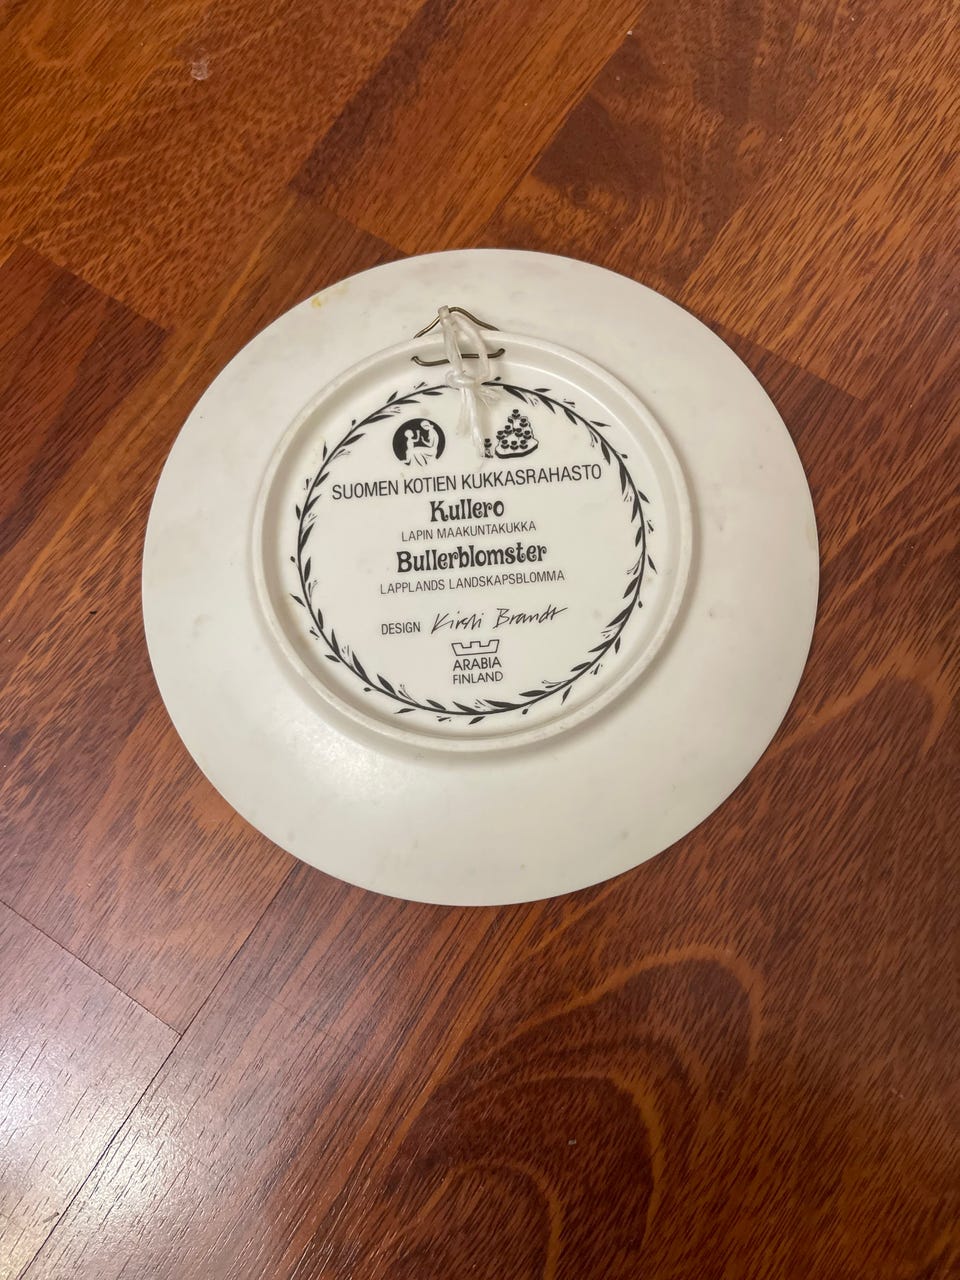 SUOMEN KOTIEN KUKKASRAHASTO
Kullero
LAPIN MAAKUNTAKUKKA
Bullerblomster
LAPPLANDS LANDSKAPSBLOMMA
DESIGN Kirsti Brandt
ARABIA
FINLAND